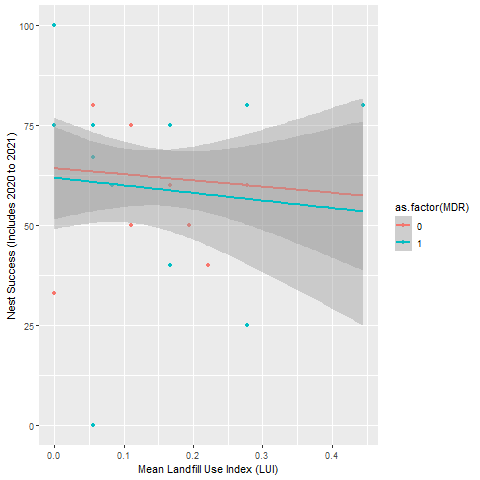 100
75
50
25
0
Nest Success (Includes 2020 to 2021)
0.0 0.1 0.2 0.3 0.4
Mean Landfill Use Index (LUI)
as.factor(MDR)
0
1